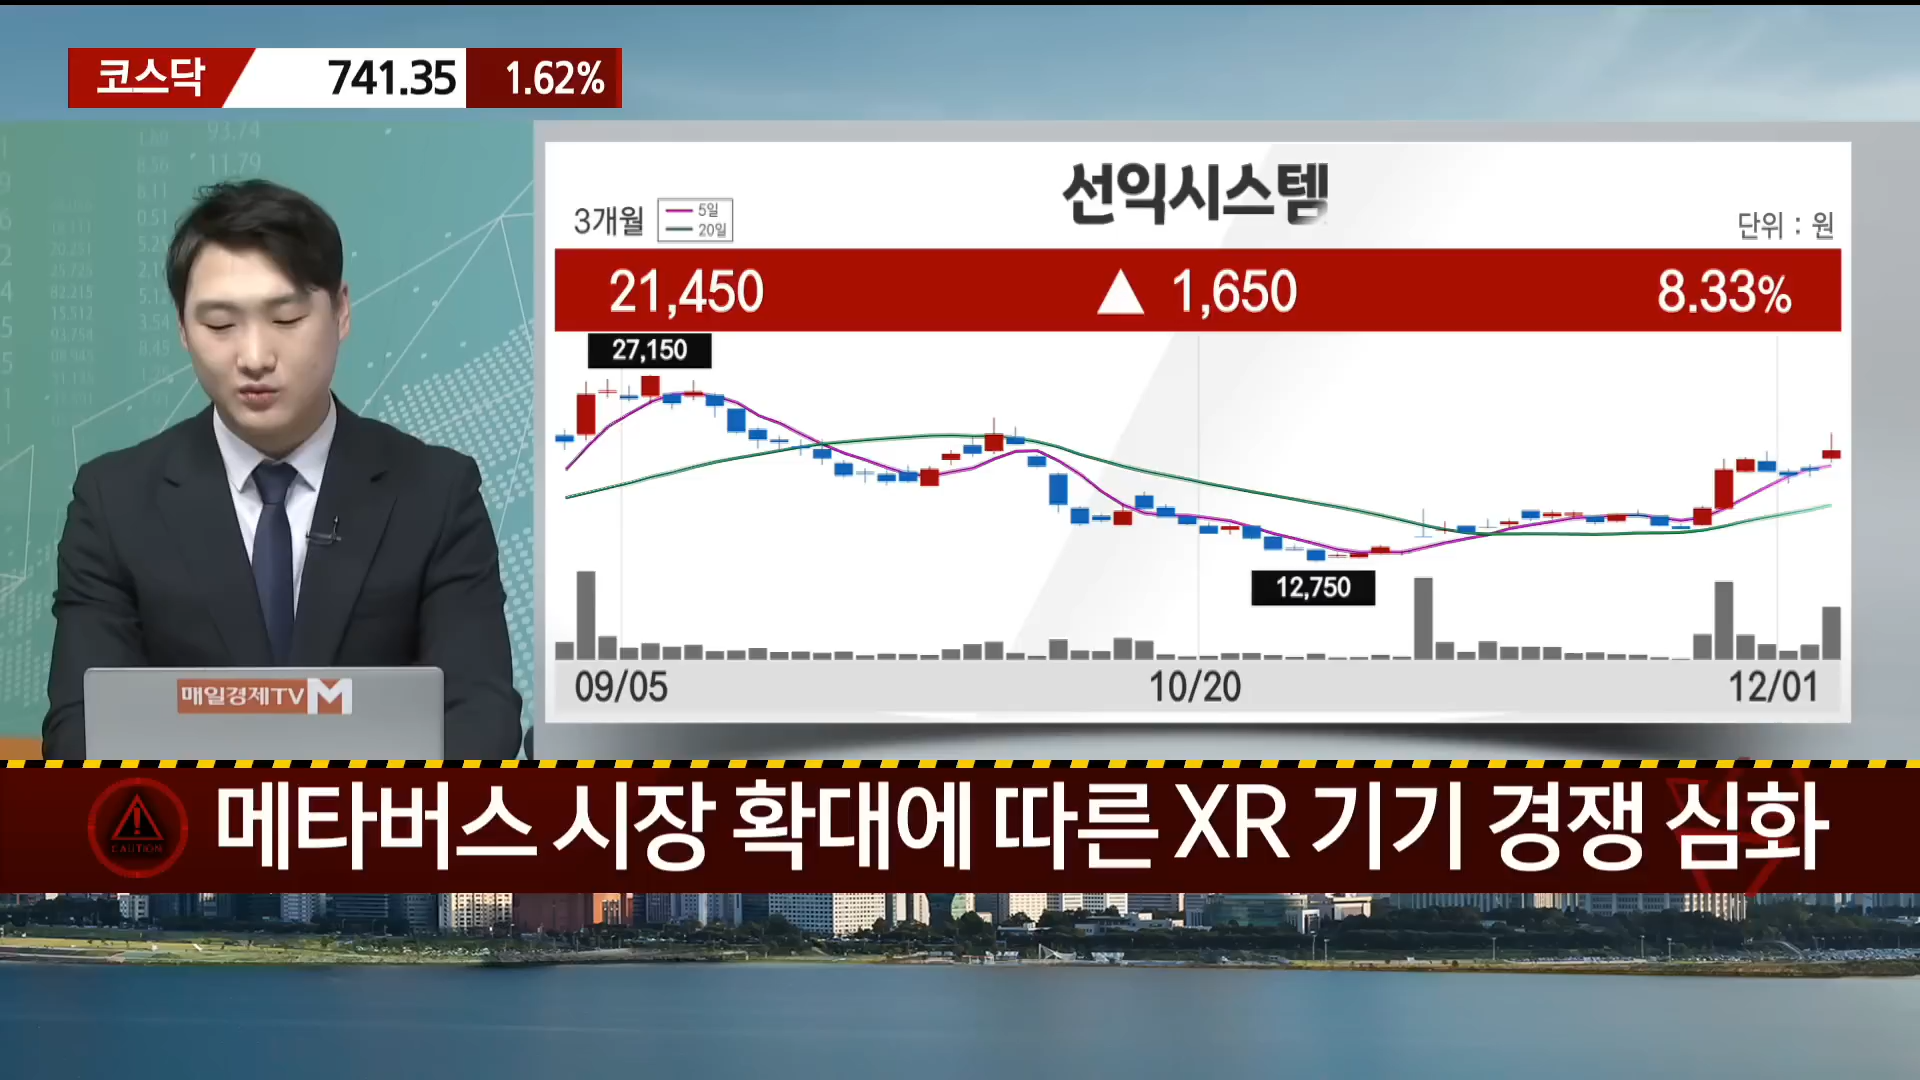 코스닥 741.35 1.62%
선익시스템
3개월
5일
20일
단위 : 원
21,450 ▲ 1,650 8.33%
27,150
12,750
09/05 10/20 12/01
매일경제TV M
CAUTION
메타버스 시장 확대에 따른 XR 기기 경쟁 심화